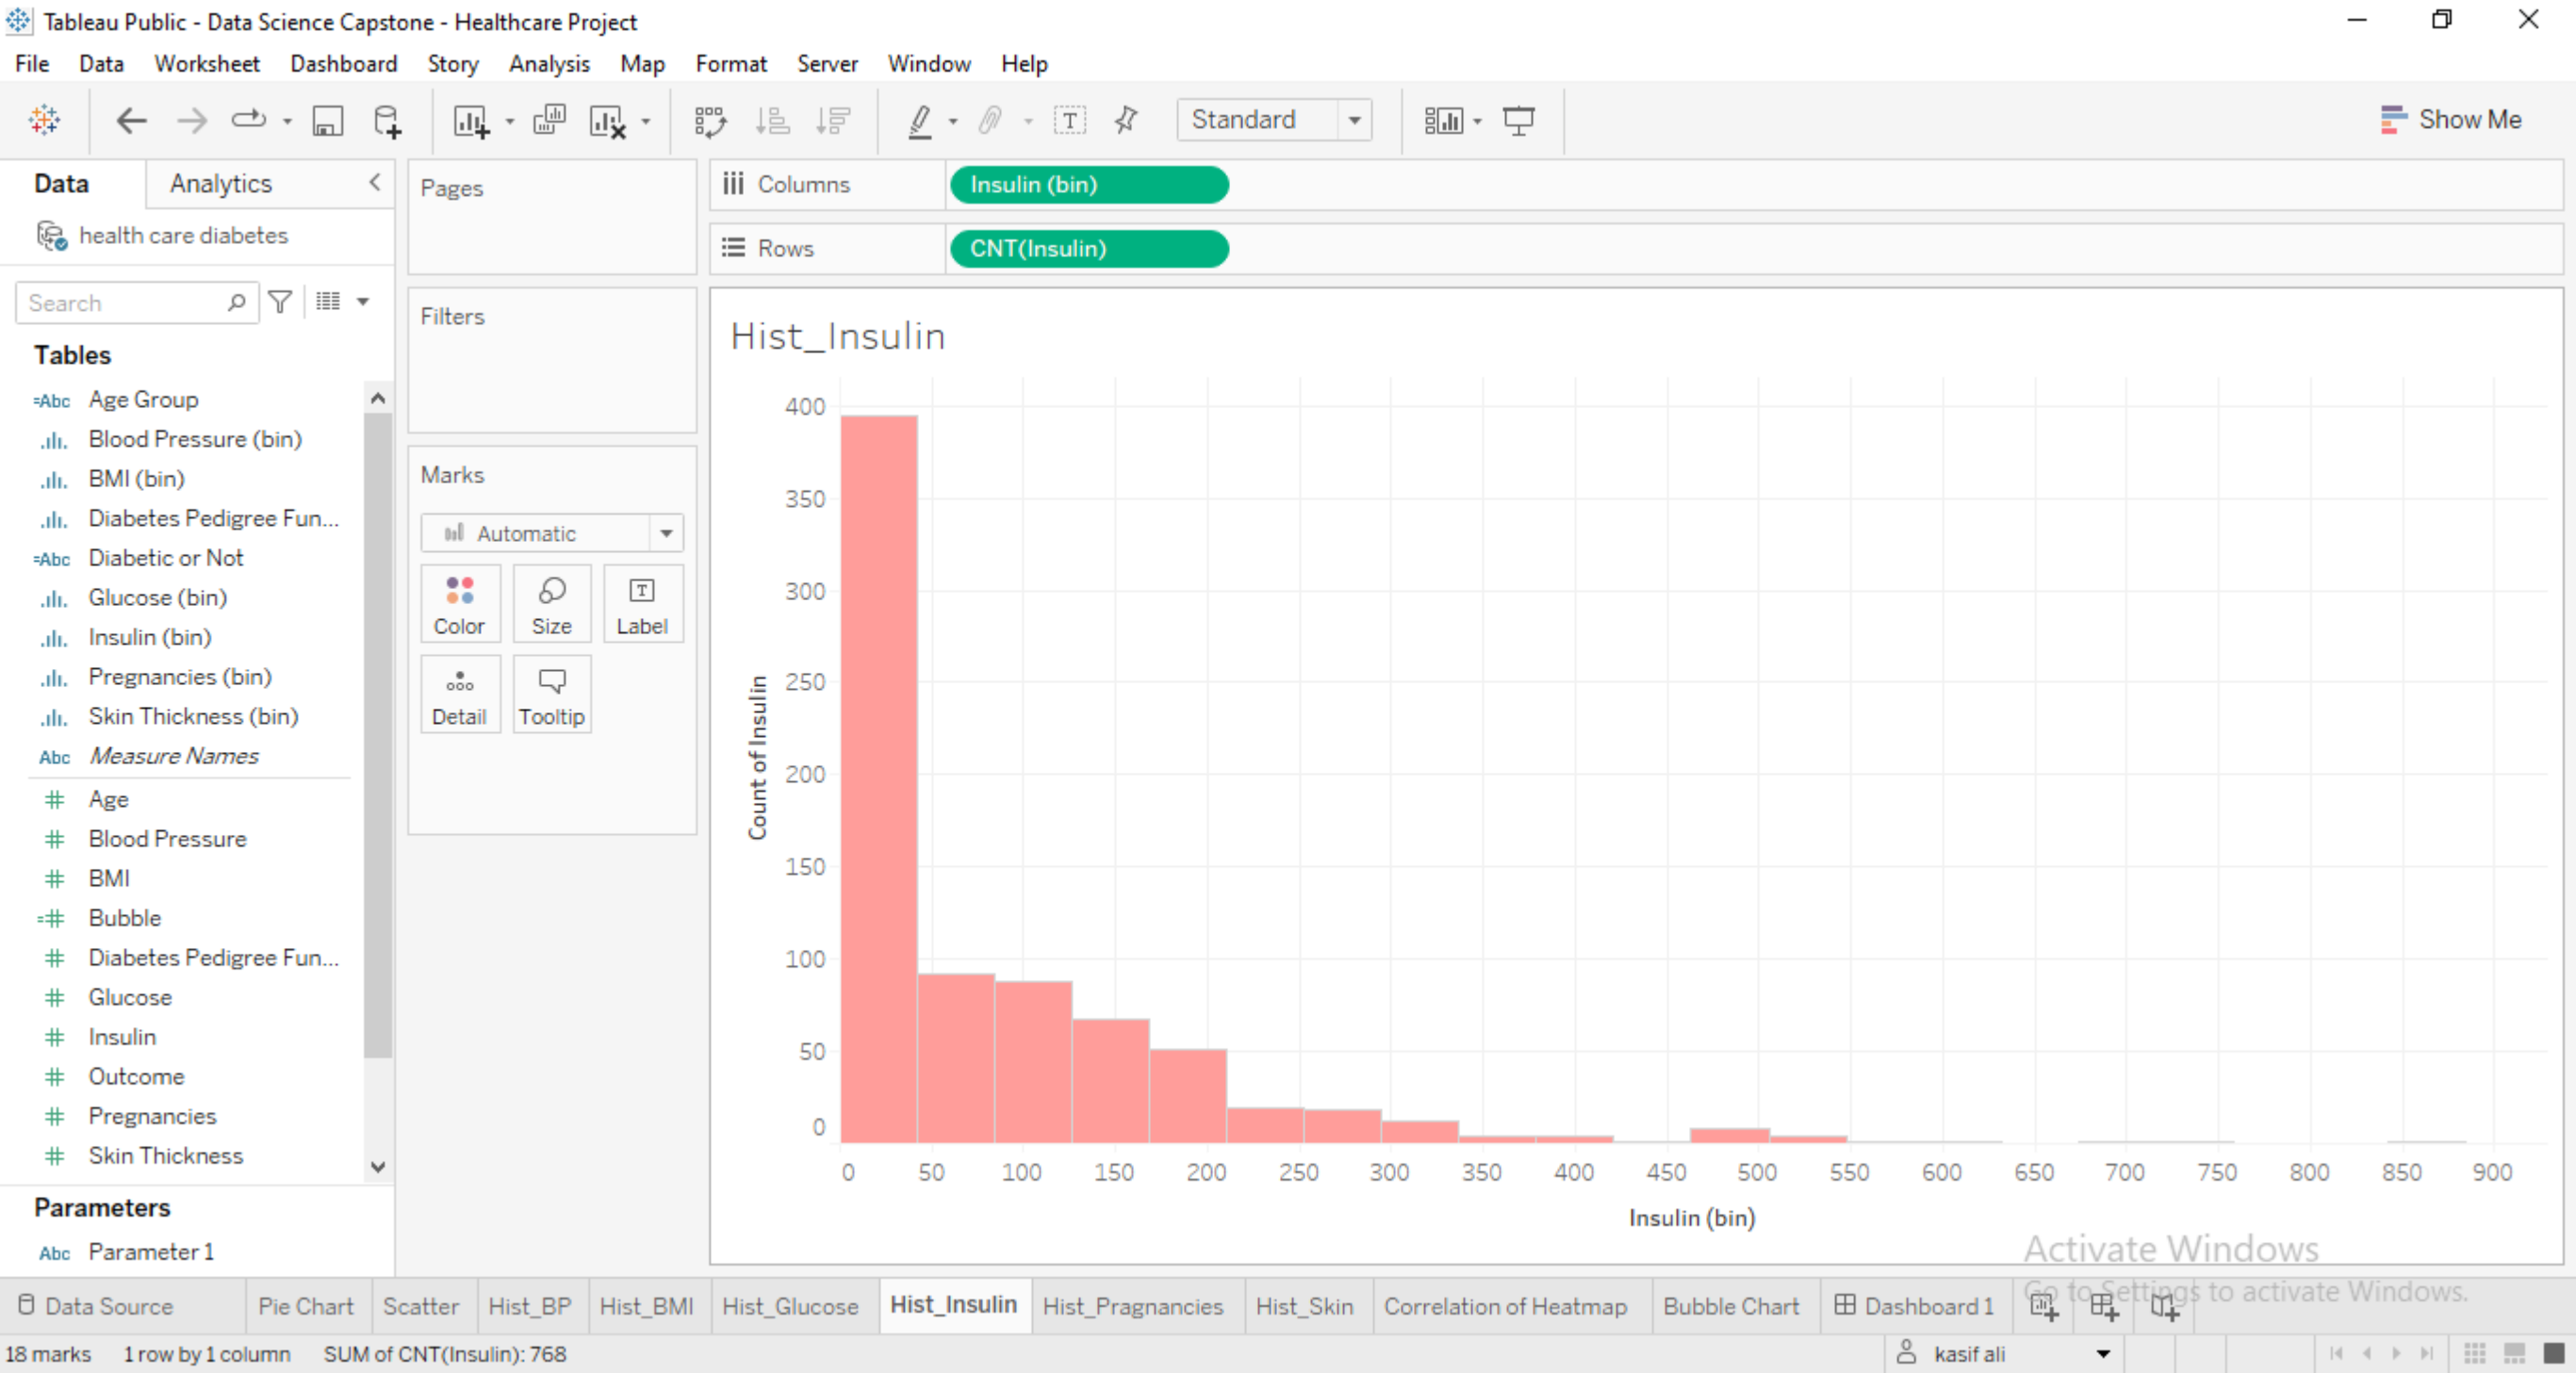 Tableau Public - Data Science Capstone - Healthcare Project
File Data Worksheet Dashboard Story Analysis Map Format Server Window Help
Standard
Show Me
Data Analytics
health care diabetes
Search
Tables
=Abc Age Group
Blood Pressure (bin)
BMI (bin)
Diabetes Pedigree Fun...
=Abc Diabetic or Not
Glucose (bin)
Insulin (bin)
Pregnancies (bin)
Skin Thickness (bin)
Abc Measure Names
# Age
# Blood Pressure
# BMI
=# Bubble
# Diabetes Pedigree Fun...
# Glucose
# Insulin
# Outcome
# Pregnancies
# Skin Thickness
Parameters
Abc Parameter 1
Pages
Filters
Marks
Automatic
Color Size T Label
Detail Tooltip
Columns Insulin (bin)
Rows CNT(Insulin)
Hist_Insulin
400
350
300
250
200
150
100
50
0
Count of Insulin
0 50 100 150 200 250 300 350 400 450 500 550 600 650 700 750 800 850 900
Insulin (bin)
Activate Windows
Go to Settings to activate Windows.
Data Source Pie Chart Scatter Hist_BP Hist_BMI Hist_Glucose Hist_Insulin Hist_Pragnancies Hist_Skin Correlation of Heatmap Bubble Chart Dashboard 1
18 marks 1 row by 1 column SUM of CNT(Insulin): 768 kasif ali